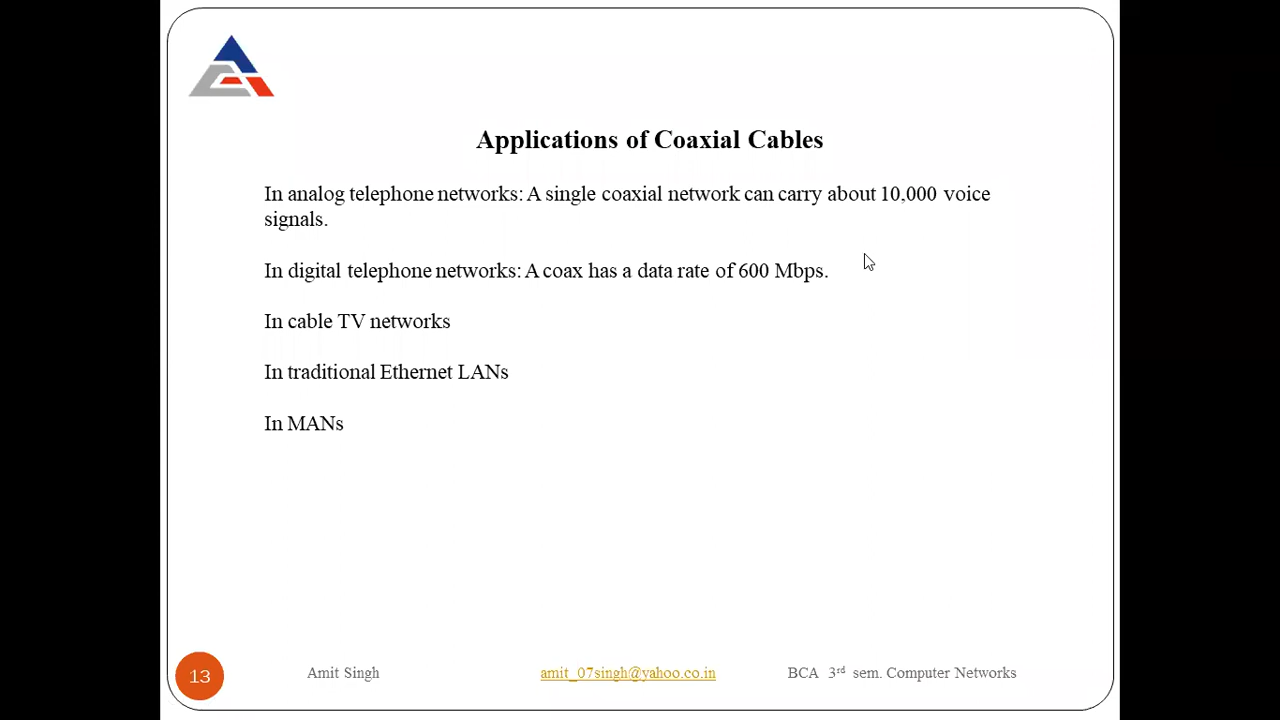 Applications of Coaxial Cables
In analog telephone networks: A single coaxial network can carry about 10,000 voice
signals.
In digital telephone networks: A coax has a data rate of 600 Mbps.
In cable TV networks
In traditional Ethernet LANs
In MANs
13 Amit Singh amit_07singh@yahoo.co.in BCA 3rd sem. Computer Networks